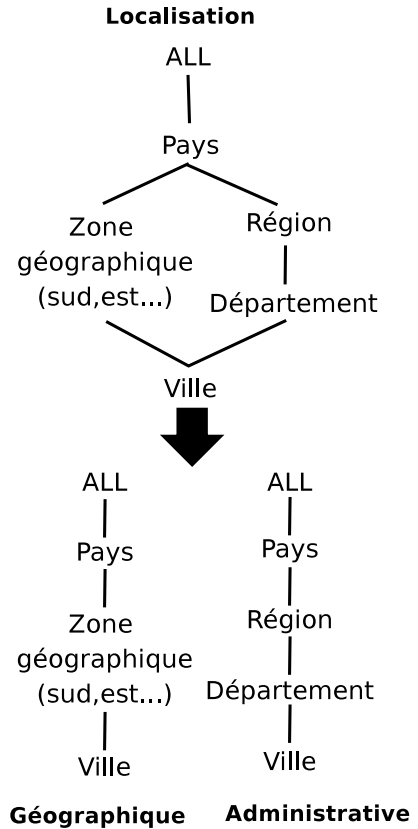 Localisation
ALL
Pays
Zone
géographique
(sud,est...)
Région
Département
Ville
ALL
Pays
Zone
géographique
(sud,est...)
Ville
Géographique
ALL
Pays
Région
Département
Ville
Administrative